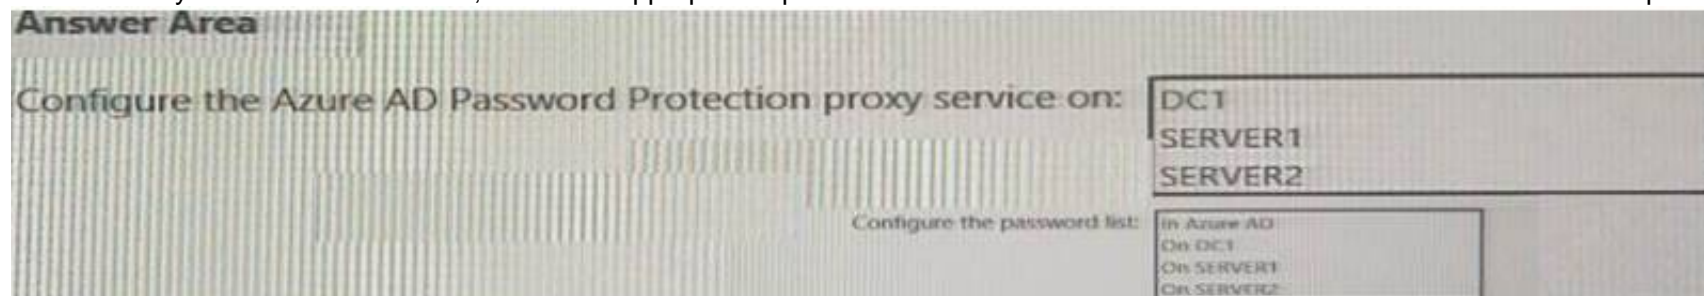 Answer Area
Configure the Azure AD Password Protection proxy service on:
DC1
SERVER1
SERVER2
Configure the password list:
In Azure AD
On DC1
On SERVER1
On SERVER2